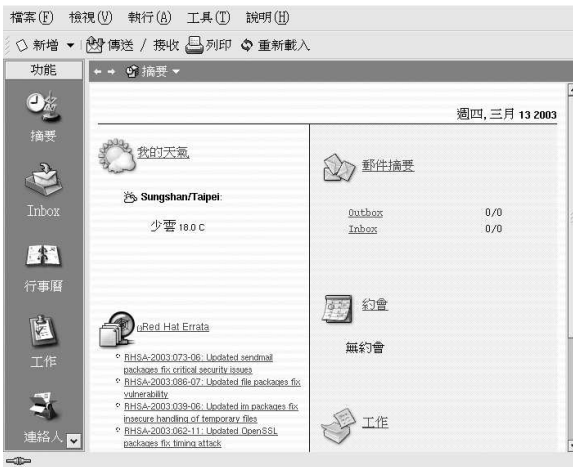 檔案(F) 檢視(V) 執行(A) 工具(T) 說明(H)
新增 傳送 / 接收 列印 重新載入
功能
摘要
週四, 三月 13 2003
摘要
Inbox
行事曆
工作
連絡人
我的天氣
Sungshan/Taipei:
少雲 18.0 C
Red Hat Errata
RHSA-2003:073-06: Updated sendmail
packages fix critical security issues
RHSA-2003:086-07: Updated file packages fix
vulnerability
RHSA-2003:039-06: Updated im packages fix
insecure handling of temporary files
RHSA-2003:062-11: Updated OpenSSL
packages fix timing attack
郵件摘要
Outbox 0/0
Inbox 0/0
約會
無約會
工作